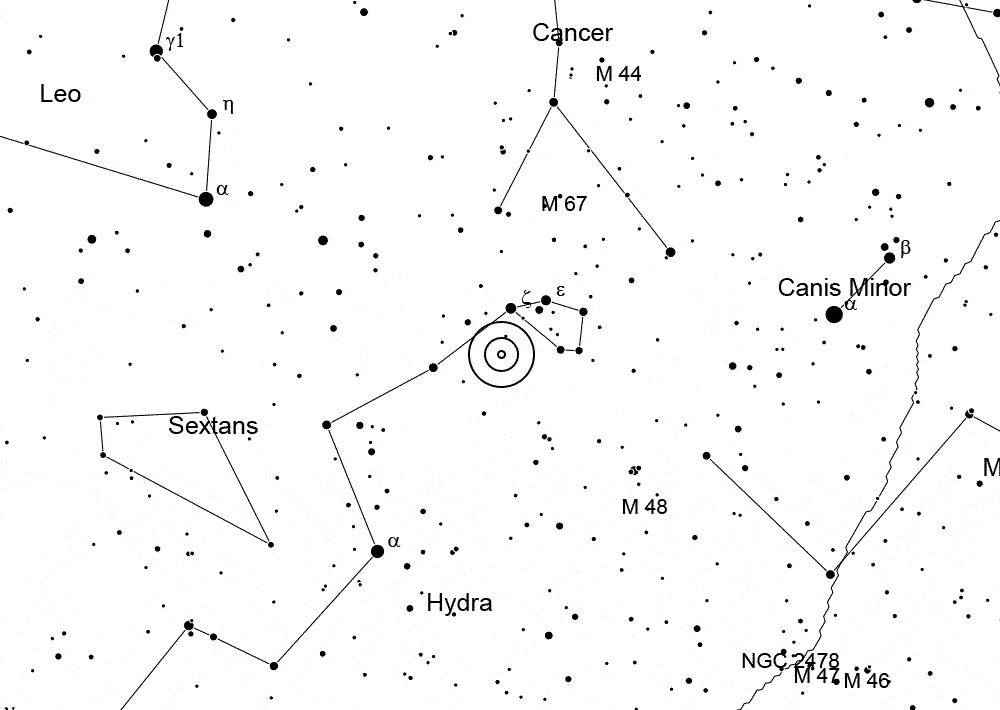 Cancer
γ1
M 44
Leo
η
α
M 67
β
Canis Minor
α
ζ
ε
Sextans
M
M 48
α
Hydra
NGC 2478
M 47
M 46